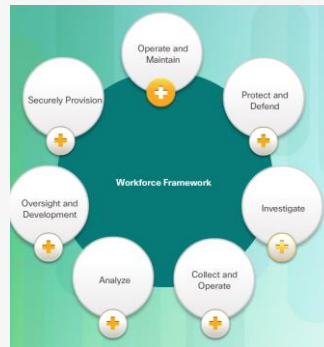 Operate and
Maintain
Securely Provision
Protect and
Defend
Workforce Framework
Oversight and
Development
Investigate
Analyze
Collect and
Operate